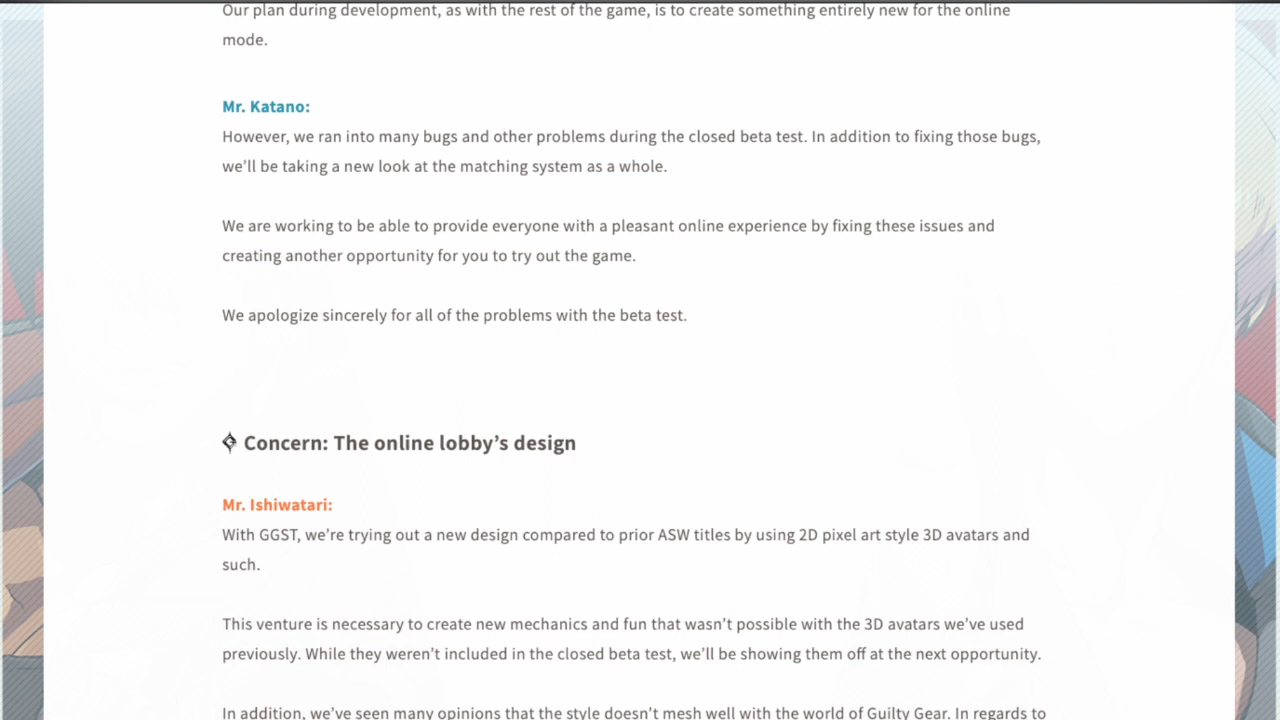 Our plan during development, as with the rest of the game, is to create something entirely new for the online
mode.
Mr. Katano:
However, we ran into many bugs and other problems during the closed beta test. In addition to fixing those bugs,
we’ll be taking a new look at the matching system as a whole.
We are working to be able to provide everyone with a pleasant online experience by fixing these issues and
creating another opportunity for you to try out the game.
We apologize sincerely for all of the problems with the beta test.
Concern: The online lobby’s design
Mr. Ishiwatari:
With GGST, we’re trying out a new design compared to prior ASW titles by using 2D pixel art style 3D avatars and
such.
This venture is necessary to create new mechanics and fun that wasn’t possible with the 3D avatars we’ve used
previously. While they weren’t included in the closed beta test, we’ll be showing them off at the next opportunity.
In addition, we’ve seen many opinions that the style doesn’t mesh well with the world of Guilty Gear. In regards to